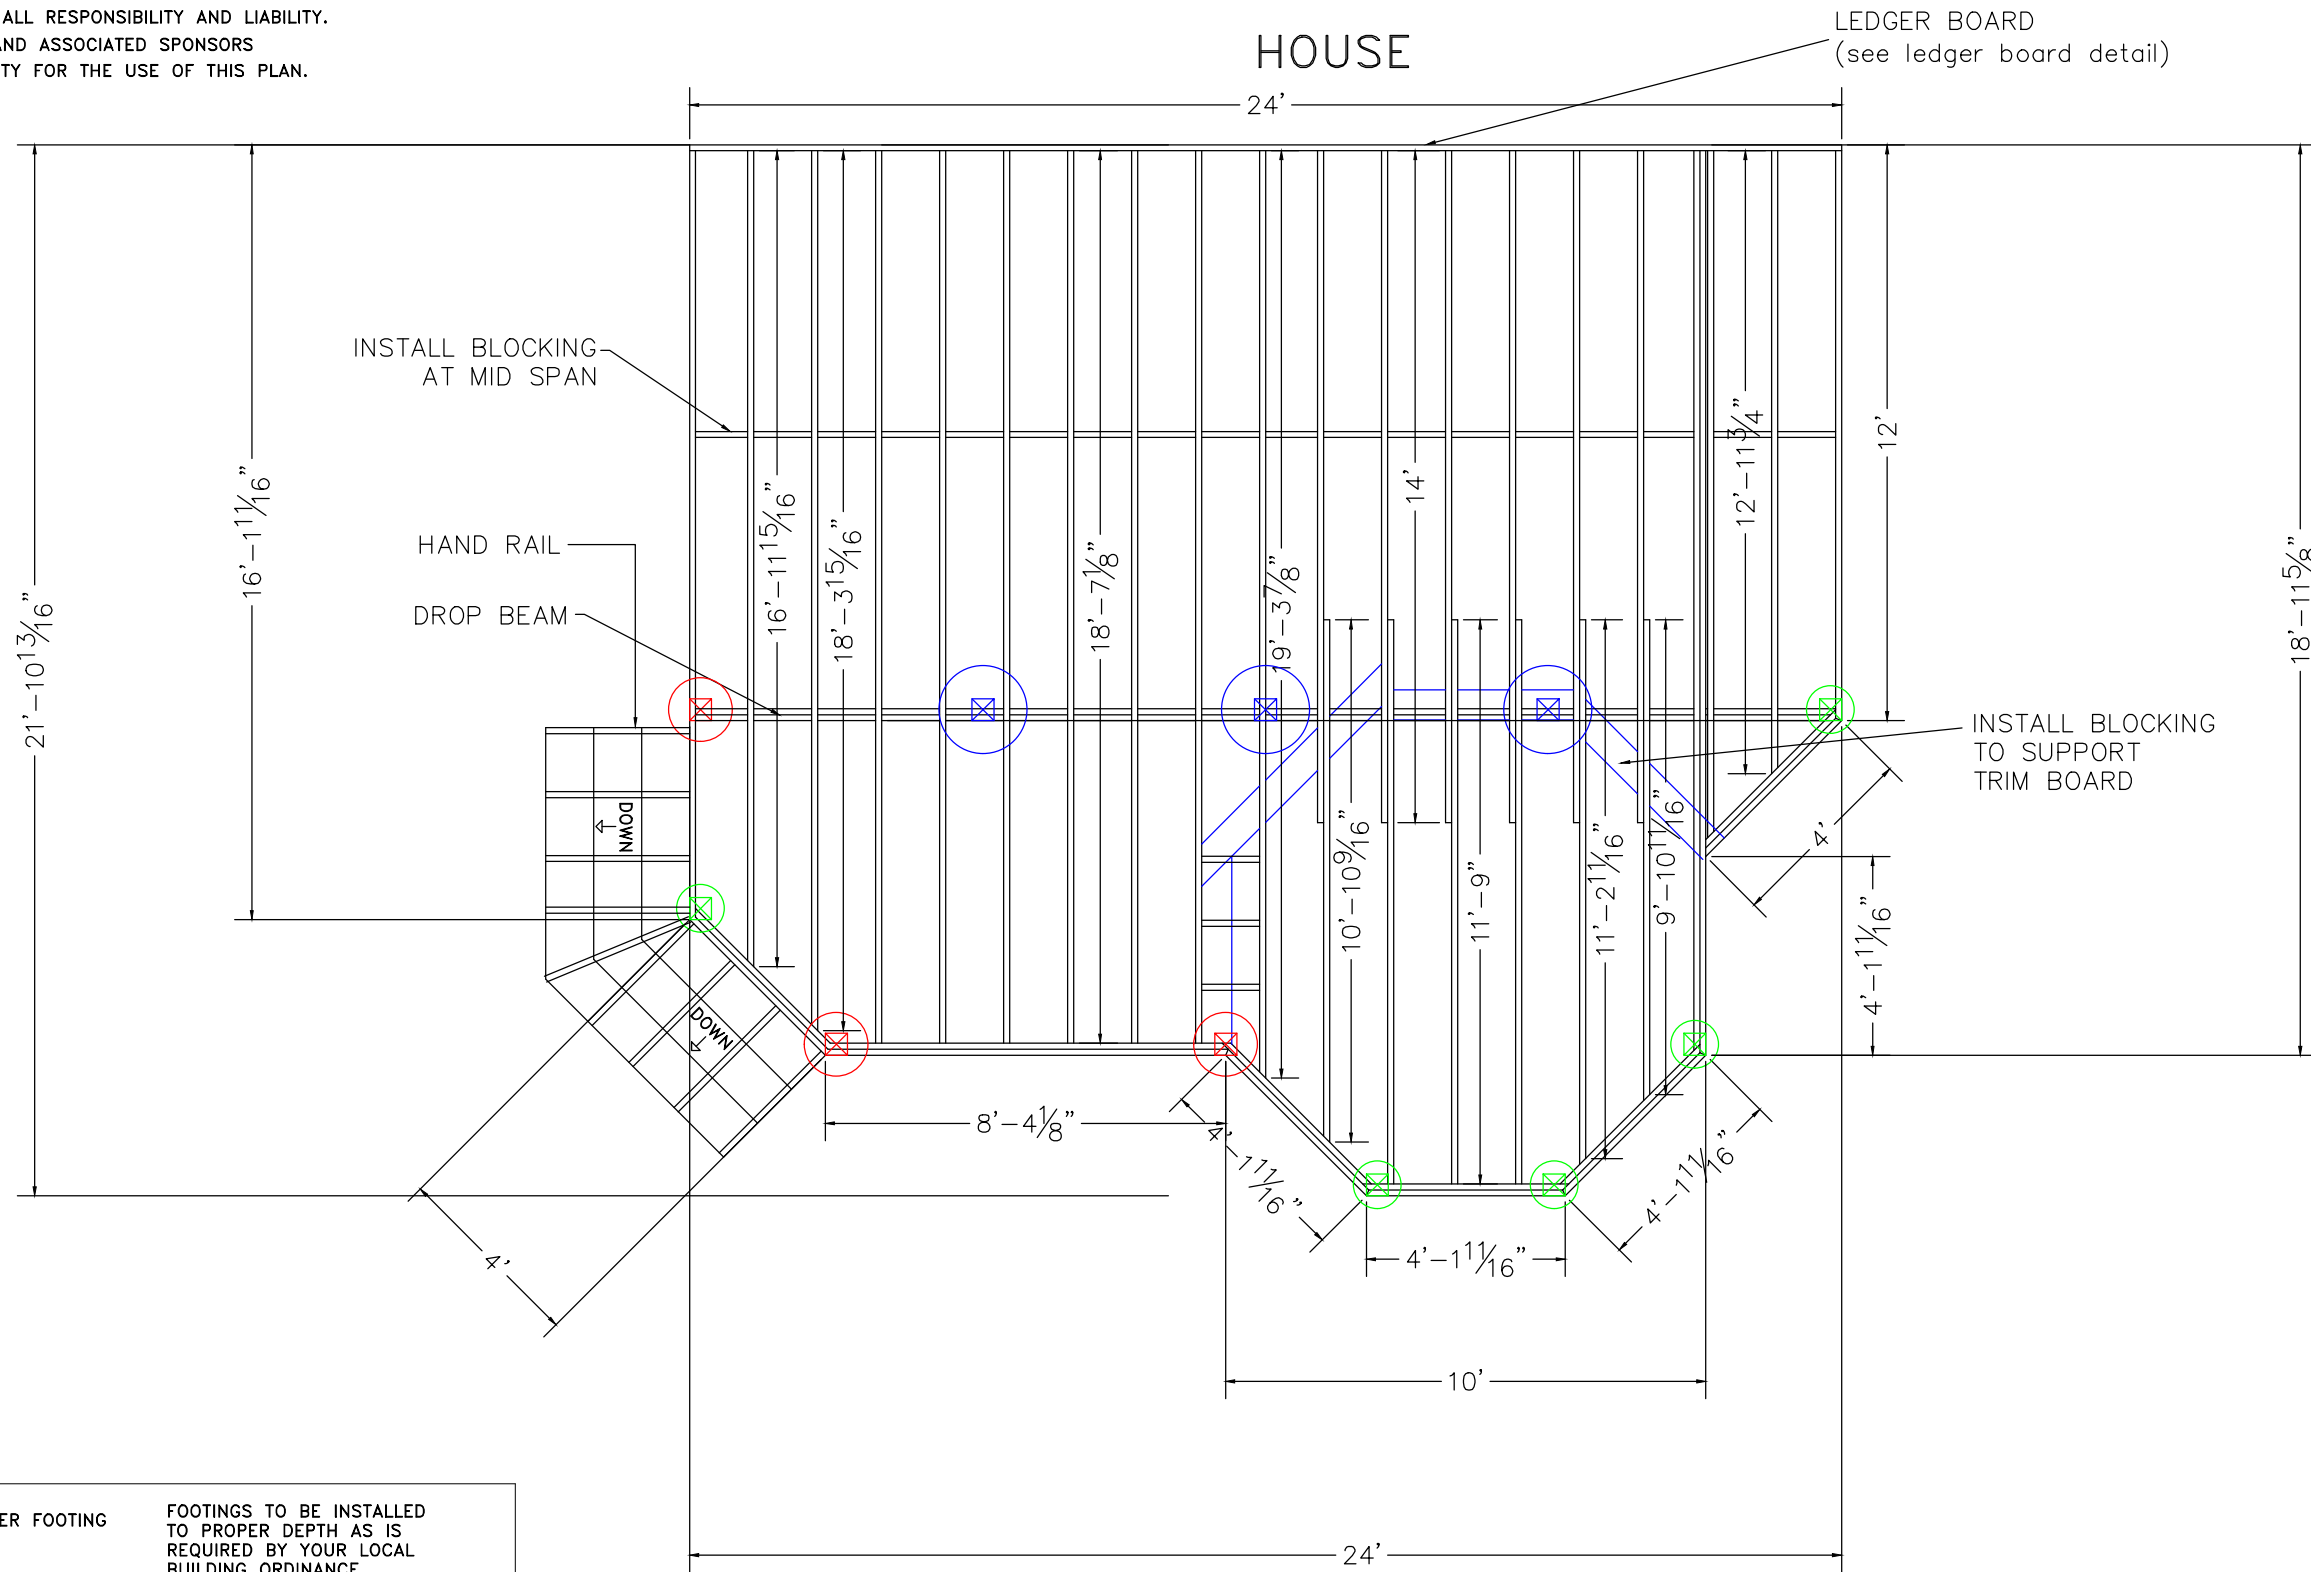 ALL RESPONSIBILITY AND LIABILITY.
AND ASSOCIATED SPONSORS
TY FOR THE USE OF THIS PLAN.
HOUSE
LEDGER BOARD
(see ledger board detail)
24'
INSTALL BLOCKING
AT MID SPAN
HAND RAIL
DROP BEAM
21'-10 13/16"
16'-1 11/16"
16'-11 15/16"
18'-3 15/16"
18'-7 1/8"
19'-3 7/8"
14'
12'-11 3/4"
12'
18'-11 5/8"
10'-10 9/16"
11'-9"
11'-2 11/16"
9'-10 11/16"
INSTALL BLOCKING
TO SUPPORT
TRIM BOARD
4'
4'-1 11/16"
DOWN
DOWN
8'-4 1/8"
4'-1 11/16"
4'-1 11/16"
4'-1 11/16"
4'
10'
24'
ER FOOTING
FOOTINGS TO BE INSTALLED
TO PROPER DEPTH AS IS
REQUIRED BY YOUR LOCAL
BUILDING ORDINANCE